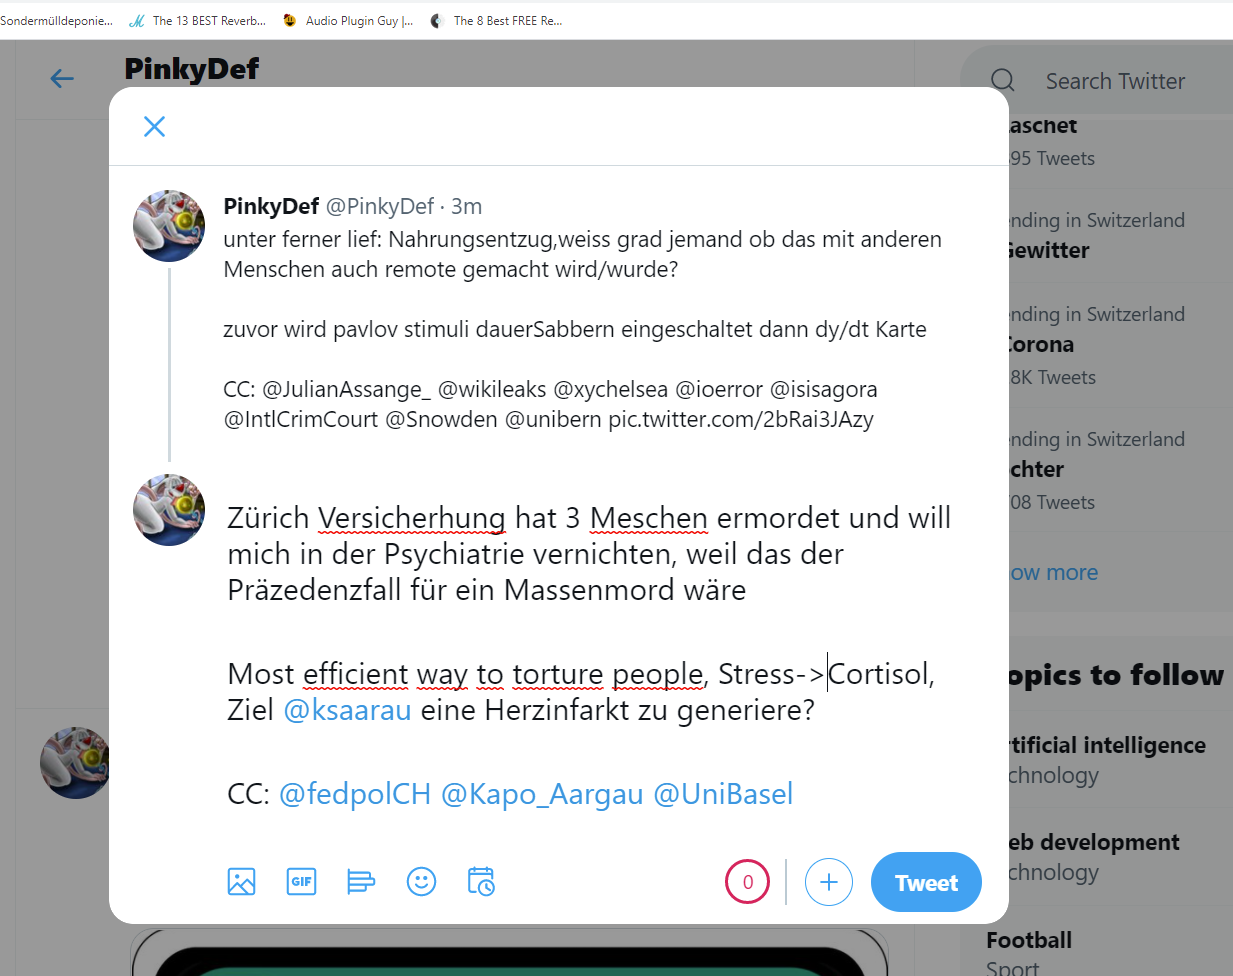 Sondermülldeponie... The 13 BEST Reverb... Audio Plugin Guy |... The 8 Best FREE Re...
PinkyDef
Search Twitter
aschet
95 Tweets
PinkyDef @PinkyDef · 3m
unter ferner lief: Nahrungsentzug,weiss grad jemand ob das mit anderen
Menschen auch remote gemacht wird/wurde?
zuvor wird pavlov stimuli dauerSabbern eingeschaltet dann dy/dt Karte
CC: @JulianAssange_ @wikileaks @xychelsea @ioerror @isisagora
@IntlCrimCourt @Snowden @unibern pic.twitter.com/2bRai3JAzy
Zürich Versicherhung hat 3 Meschen ermordet und will
mich in der Psychiatrie vernichten, weil das der
Präzedenzfall für ein Massenmord wäre
Most efficient way to torture people, Stress->Cortisol,
Ziel @ksaarau eine Herzinfarkt zu generiere?
CC: @fedpolCH @Kapo_Aargau @UniBasel
GIF
0
Tweet
ending in Switzerland
Gewitter
ending in Switzerland
Corona
8K Tweets
ending in Switzerland
chter
08 Tweets
ow more
opics to follow
rtificial intelligence
chnology
eb development
chnology
Football
Sport